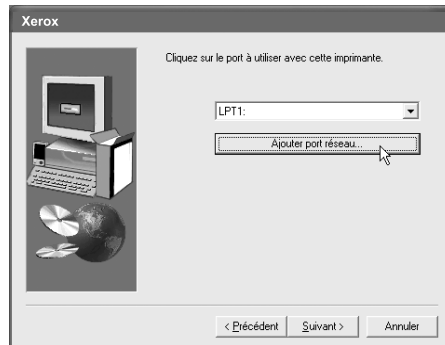 Xerox
Cliquez sur le port à utiliser avec cette imprimante.
LPT1:
Ajouter port réseau...
< Précédent Suivant > Annuler